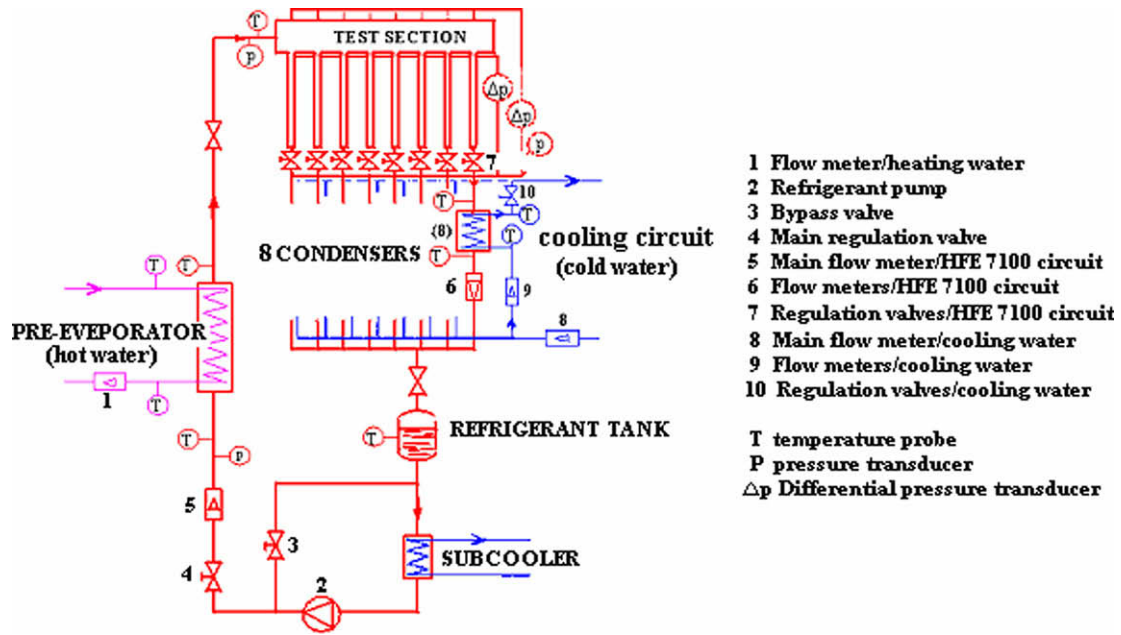 T
TEST SECTION
p
Δp
Δp
p
7
10
T
T
(8)
T
cooling circuit
8 CONDENSERS
(cold water)
T
T
T
6
9
8
PRE-EVEPORATOR
(hot water)
1
T
T
REFRIGERANT TANK
T
P
5
3
SUBCOOLER
4
2
1 Flow meter/heating water
2 Refrigerant pump
3 Bypass valve
4 Main regulation valve
5 Main flow meter/HFE 7100 circuit
6 Flow meters/HFE 7100 circuit
7 Regulation valves/HFE 7100 circuit
8 Main flow meter/cooling water
9 Flow meters/cooling water
10 Regulation valves/cooling water
T temperature probe
P pressure transducer
Δp Differential pressure transducer